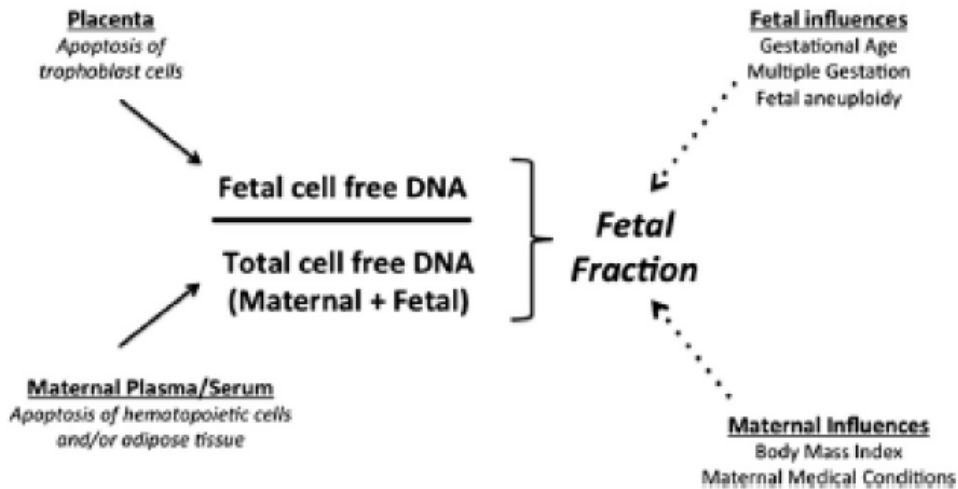 Placenta
Apoptosis of
trophoblast cells
Fetal influences
Gestational Age
Multiple Gestation
Fetal aneuploidy
Fetal cell free DNA
Total cell free DNA
(Maternal + Fetal)
Fetal
Fraction
Maternal Plasma/Serum
Apoptosis of hematopoietic cells
and/or adipose tissue
Maternal Influences
Body Mass Index
Maternal Medical Conditions